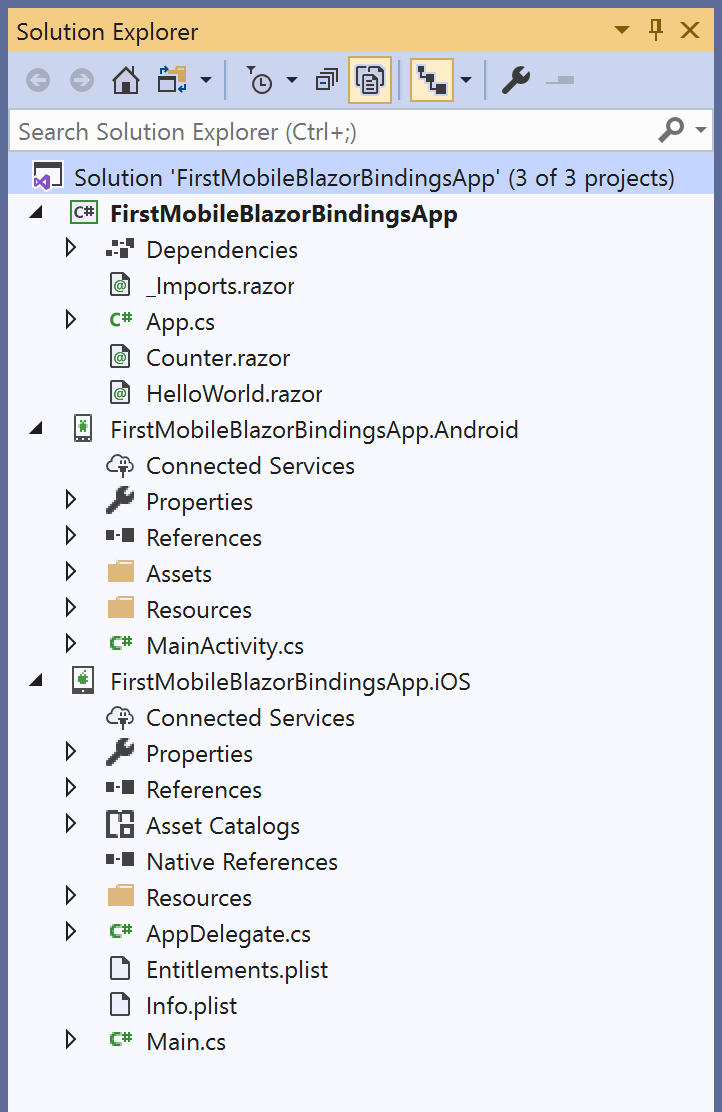 Solution Explorer
Search Solution Explorer (Ctrl+;)
Solution 'FirstMobileBlazorBindingsApp' (3 of 3 projects)
C# FirstMobileBlazorBindingsApp
Dependencies
@ _Imports.razor
C# App.cs
@ Counter.razor
@ HelloWorld.razor
FirstMobileBlazorBindingsApp.Android
Connected Services
Properties
References
Assets
Resources
C# MainActivity.cs
FirstMobileBlazorBindingsApp.iOS
Connected Services
Properties
References
Asset Catalogs
Native References
Resources
C# AppDelegate.cs
Entitlements.plist
Info.plist
C# Main.cs